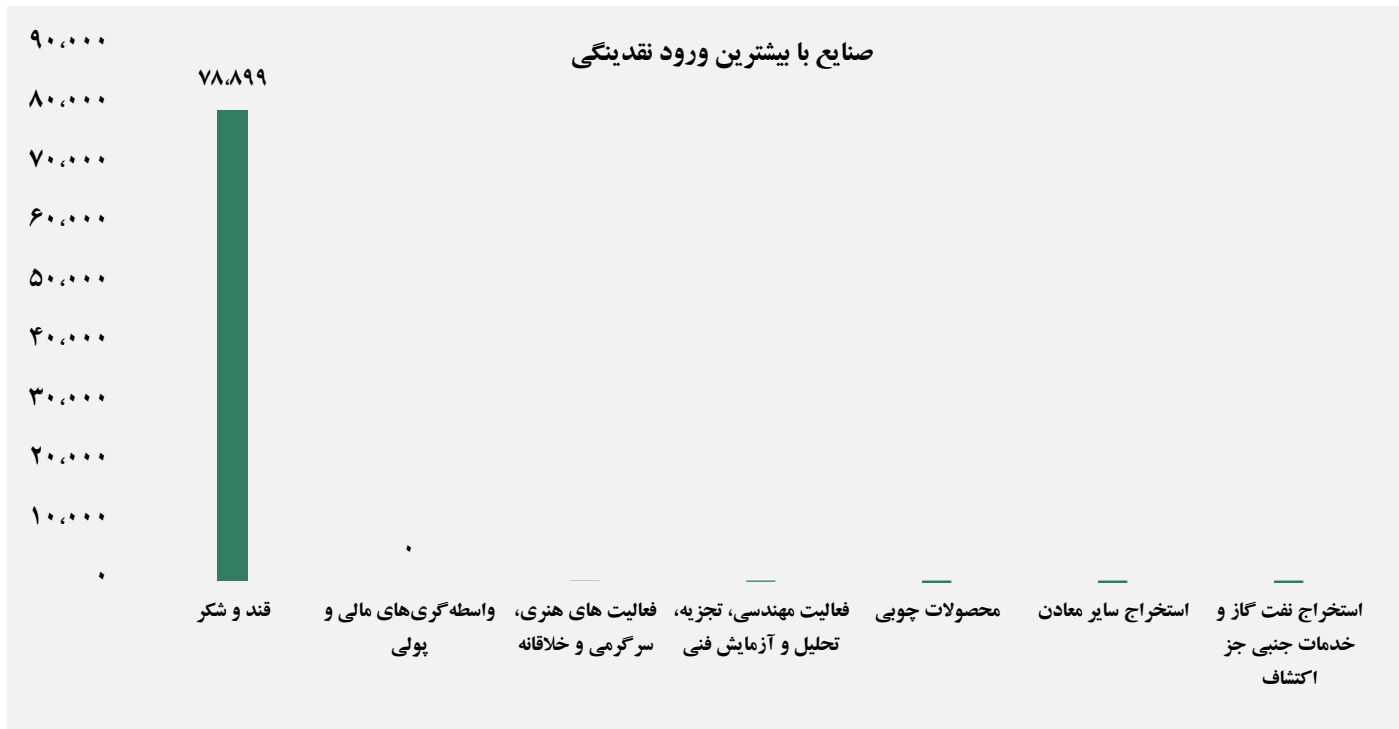 صنایع با بیشترین ورود نقدینگی
۹۰،۰۰۰
۸۰،۰۰۰
۷۰،۰۰۰
۶۰،۰۰۰
۵۰،۰۰۰
۴۰،۰۰۰
۳۰،۰۰۰
۲۰،۰۰۰
۱۰،۰۰۰
۰
۷۸،۸۹۹
۰
قند و شکر
واسطه‌گری‌های مالی و
پولی
فعالیت های هنری،
سرگرمی و خلاقانه
فعالیت مهندسی، تجزیه،
تحلیل و آزمایش فنی
محصولات چوبی
استخراج سایر معادن
استخراج نفت گاز و
خدمات جنبی جز
اکتشاف